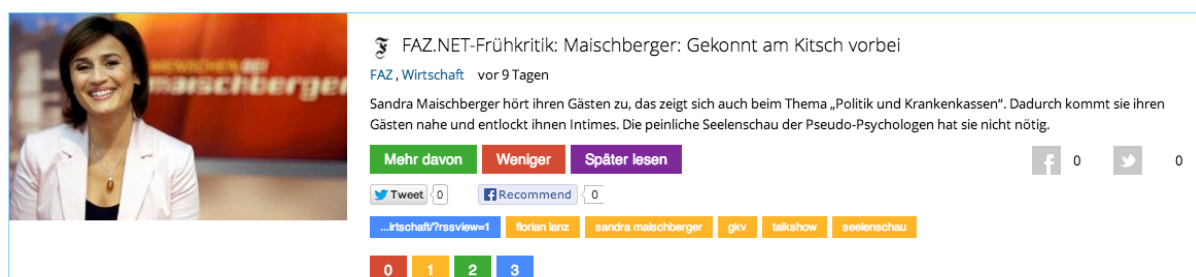 MENSCHEN BEI
maischberger
FAZ.NET-Frühkritik: Maischberger: Gekonnt am Kitsch vorbei
FAZ , Wirtschaft vor 9 Tagen
Sandra Maischberger hört ihren Gästen zu, das zeigt sich auch beim Thema „Politik und Krankenkassen“. Dadurch kommt sie ihren
Gästen nahe und entlockt ihnen Intimes. Die peinliche Seelenschau der Pseudo-Psychologen hat sie nicht nötig.
Mehr davon Weniger Später lesen 0 0
Tweet 0 Recommend 0
...irtschaft/?rssview=1 florian lanz sandra maischberger gkv talkshow seelenschau
0 1 2 3